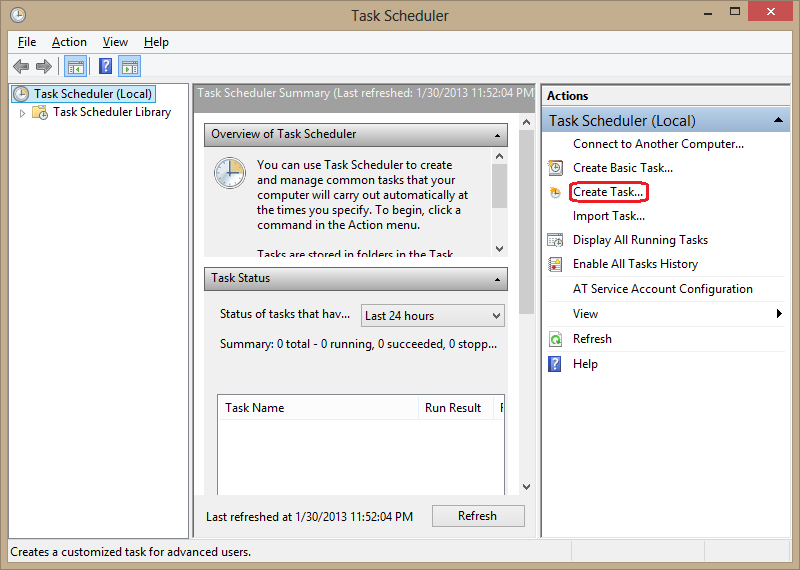 Task Scheduler
File Action View Help
Task Scheduler (Local)
Task Scheduler Library
Task Scheduler Summary (Last refreshed: 1/30/2013 11:52:04 PM
Overview of Task Scheduler
You can use Task Scheduler to create
and manage common tasks that your
computer will carry out automatically at
the times you specify. To begin, click a
command in the Action menu.
Tasks are stored in folders in the Task
Task Status
Status of tasks that hav... Last 24 hours
Summary: 0 total - 0 running, 0 succeeded, 0 stopp...
Task Name Run Result
Last refreshed at 1/30/2013 11:52:04 PM Refresh
Actions
Task Scheduler (Local)
Connect to Another Computer...
Create Basic Task...
Create Task...
Import Task...
Display All Running Tasks
Enable All Tasks History
AT Service Account Configuration
View
Refresh
Help
Creates a customized task for advanced users.